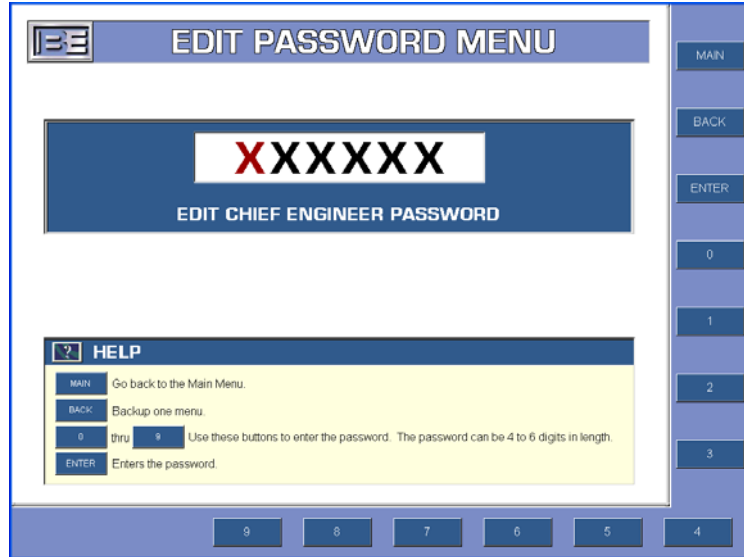 BE EDIT PASSWORD MENU
MAIN
BACK
ENTER
0
1
2
3
XXXXXX
EDIT CHIEF ENGINEER PASSWORD
? HELP
MAIN Go back to the Main Menu.
BACK Backup one menu.
0 thru 9 Use these buttons to enter the password. The password can be 4 to 6 digits in length.
ENTER Enters the password.
9 8 7 6 5 4